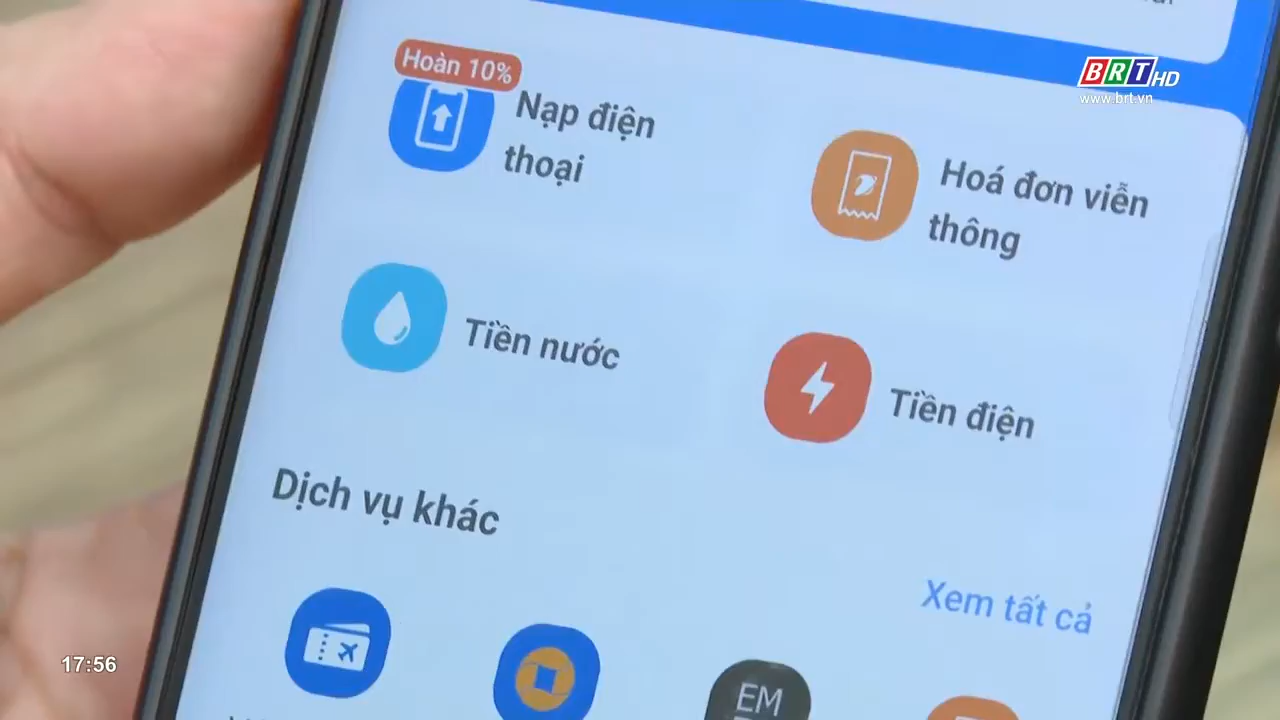 BRT HD
www.brt.vn
Hoàn 10%
Nạp điện
thoại
Hoá đơn viễn
thông
Tiền nước
Tiền điện
Dịch vụ khác
Xem tất cả
EM
17:56